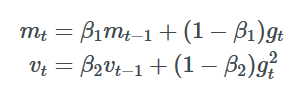 m_t = β_1 m_{t−1} + (1 − β_1)g_t
v_t = β_2 v_{t−1} + (1 − β_2)g_t^2